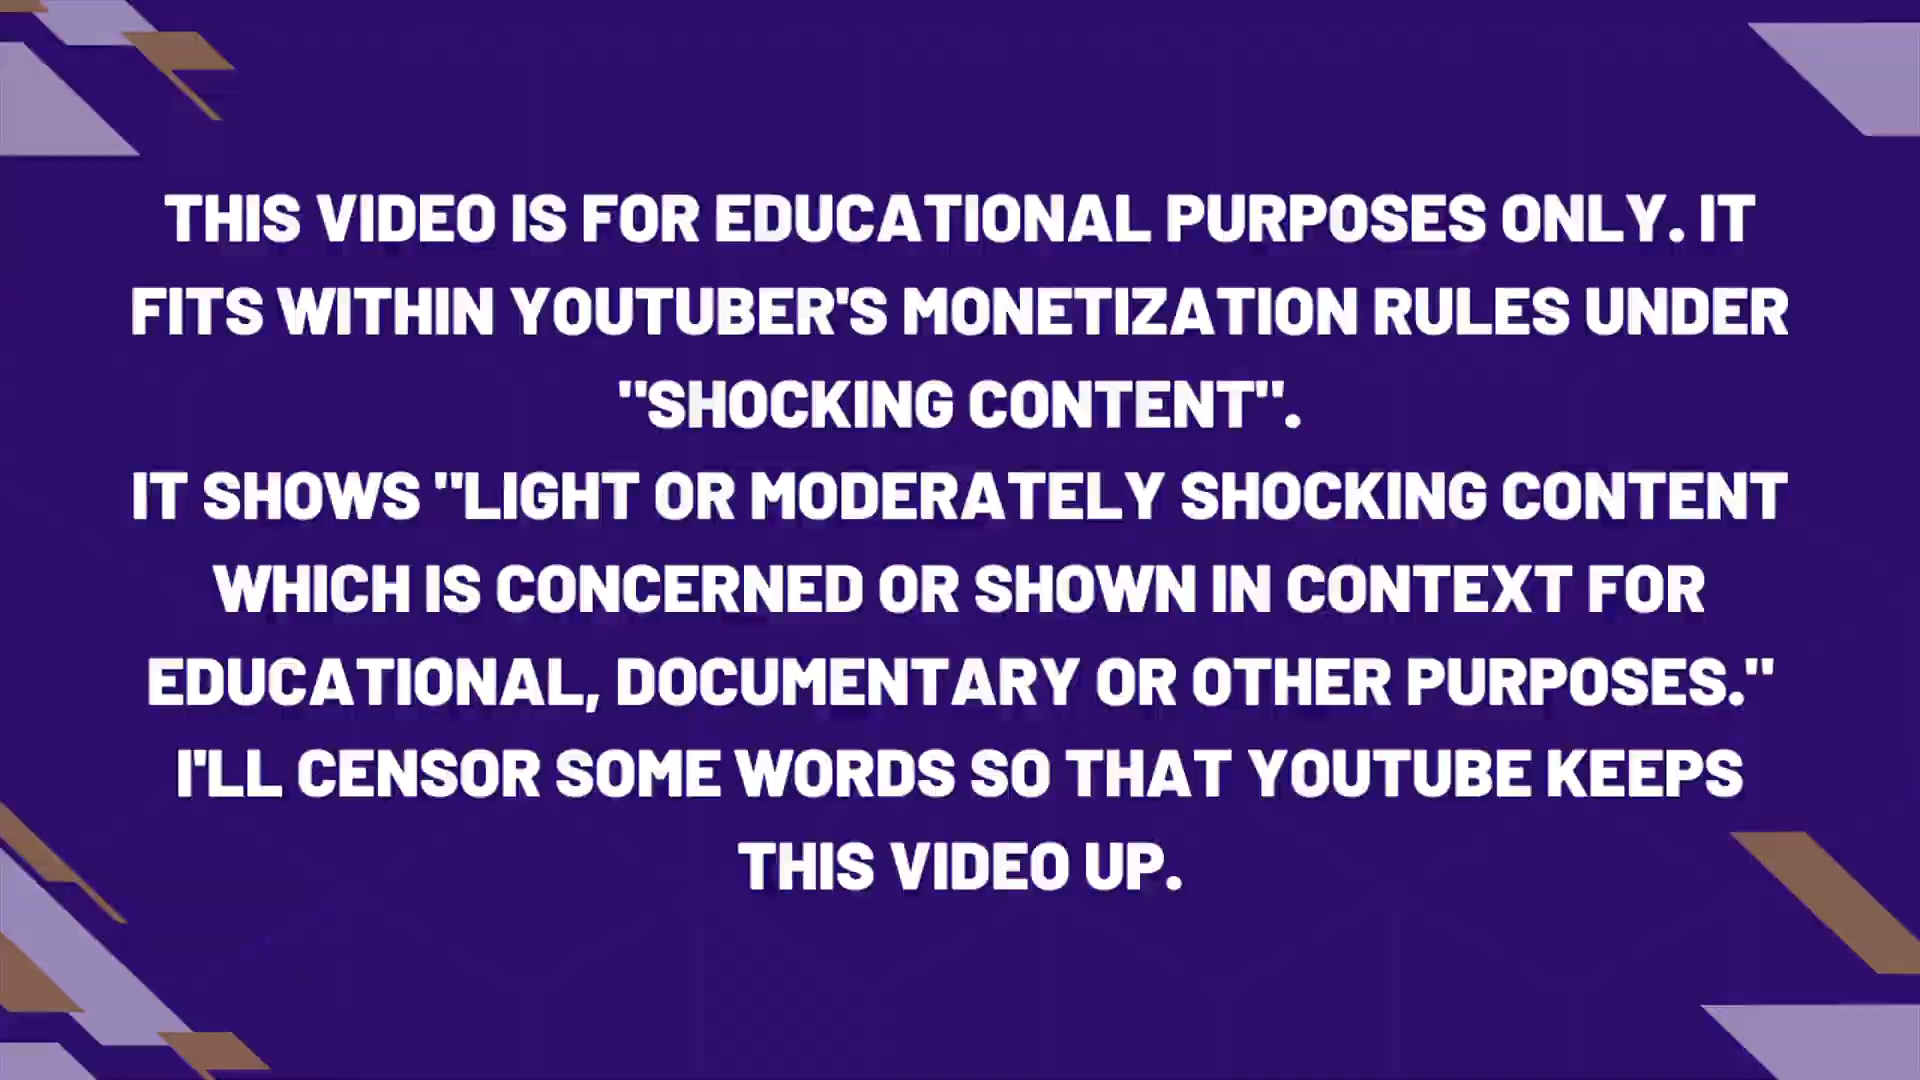 THIS VIDEO IS FOR EDUCATIONAL PURPOSES ONLY. IT
FITS WITHIN YOUTUBER'S MONETIZATION RULES UNDER
"SHOCKING CONTENT".
IT SHOWS "LIGHT OR MODERATELY SHOCKING CONTENT
WHICH IS CONCERNED OR SHOWN IN CONTEXT FOR
EDUCATIONAL, DOCUMENTARY OR OTHER PURPOSES."
I'LL CENSOR SOME WORDS SO THAT YOUTUBE KEEPS
THIS VIDEO UP.